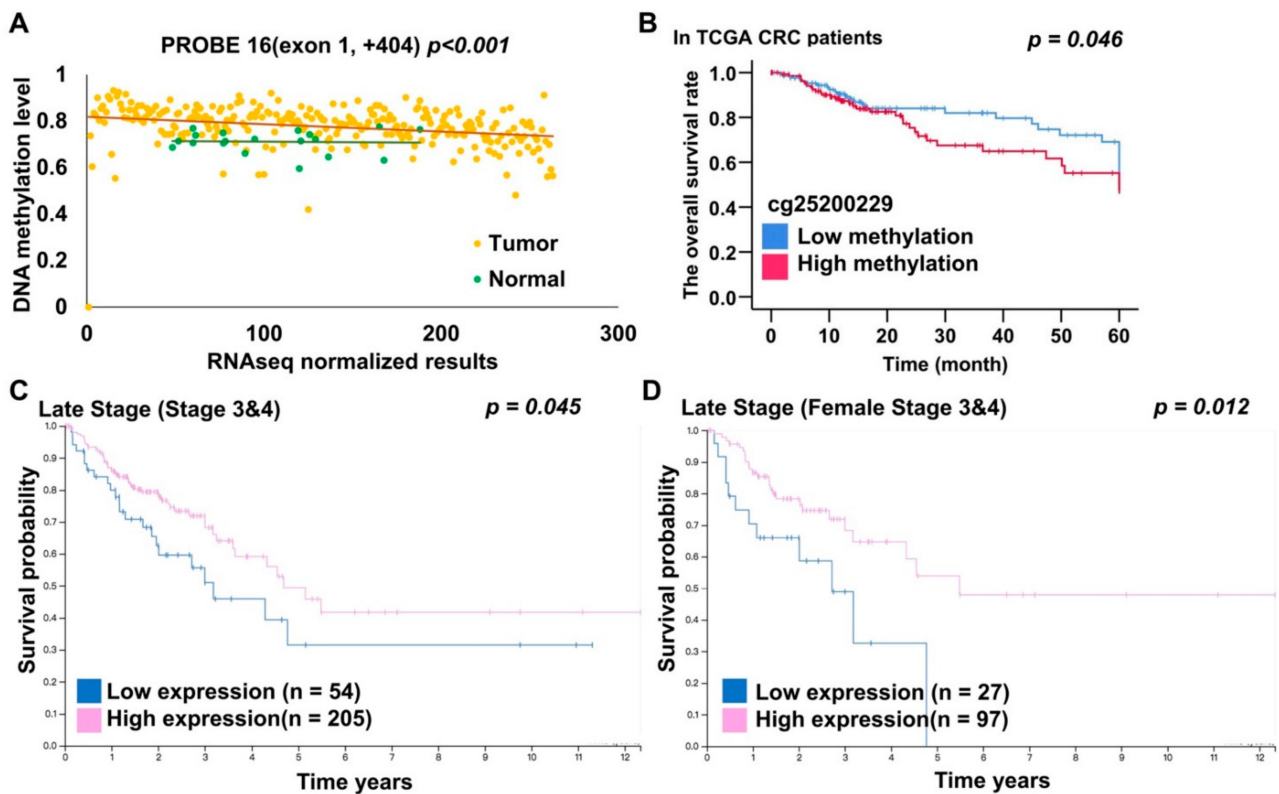 A
PROBE 16(exon 1, +404) p<0.001
DNA methylation level
1
0.8
0.6
0.4
0.2
0
Tumor
Normal
0
100
200
300
RNAseq normalized results
B
In TCGA CRC patients
p = 0.046
The overall survival rate
1.0
0.8
0.6
0.4
0.2
0.0
cg25200229
Low methylation
High methylation
0 10 20 30 40 50 60
Time (month)
C
Late Stage (Stage 3&4)
p = 0.045
Survival probability
1.0
0.9
0.8
0.7
0.6
0.5
0.4
0.3
0.2
0.1
0.0
Low expression (n = 54)
High expression(n = 205)
0 1 2 3 4 5 6 7 8 9 10 11 12
Time years
D
Late Stage (Female Stage 3&4)
p = 0.012
Survival probability
1.0
0.9
0.8
0.7
0.6
0.5
0.4
0.3
0.2
0.1
0.0
Low expression (n = 27)
High expression(n = 97)
0 1 2 3 4 5 6 7 8 9 10 11 12
Time years